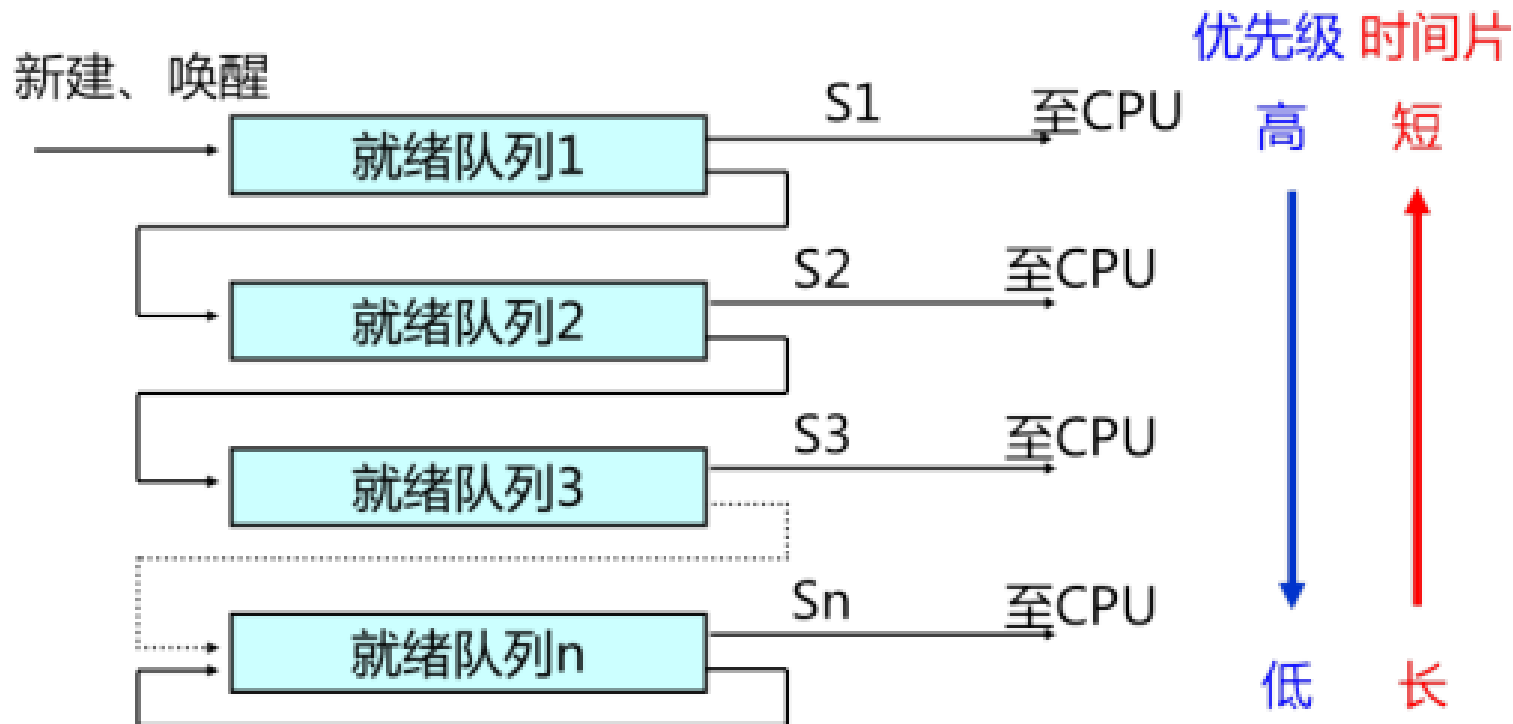 优先级 时间片
新建、唤醒
S1 至CPU
高 短
就绪队列1
S2 至CPU
就绪队列2
S3 至CPU
就绪队列3
Sn 至CPU
就绪队列n
低 长